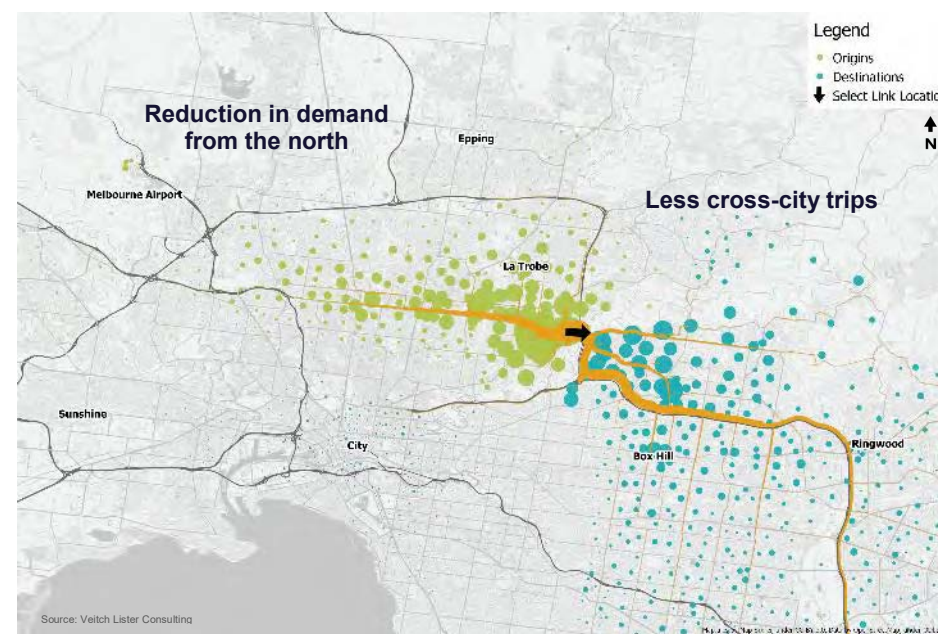 Legend
Origins
Destinations
Select Link Locatio
N
Reduction in demand
from the north
Epping
Melbourne Airport
Less cross-city trips
La Trobe
Sunshine
City
Box Hill
Ringwood
Source: Veitch Lister Consulting